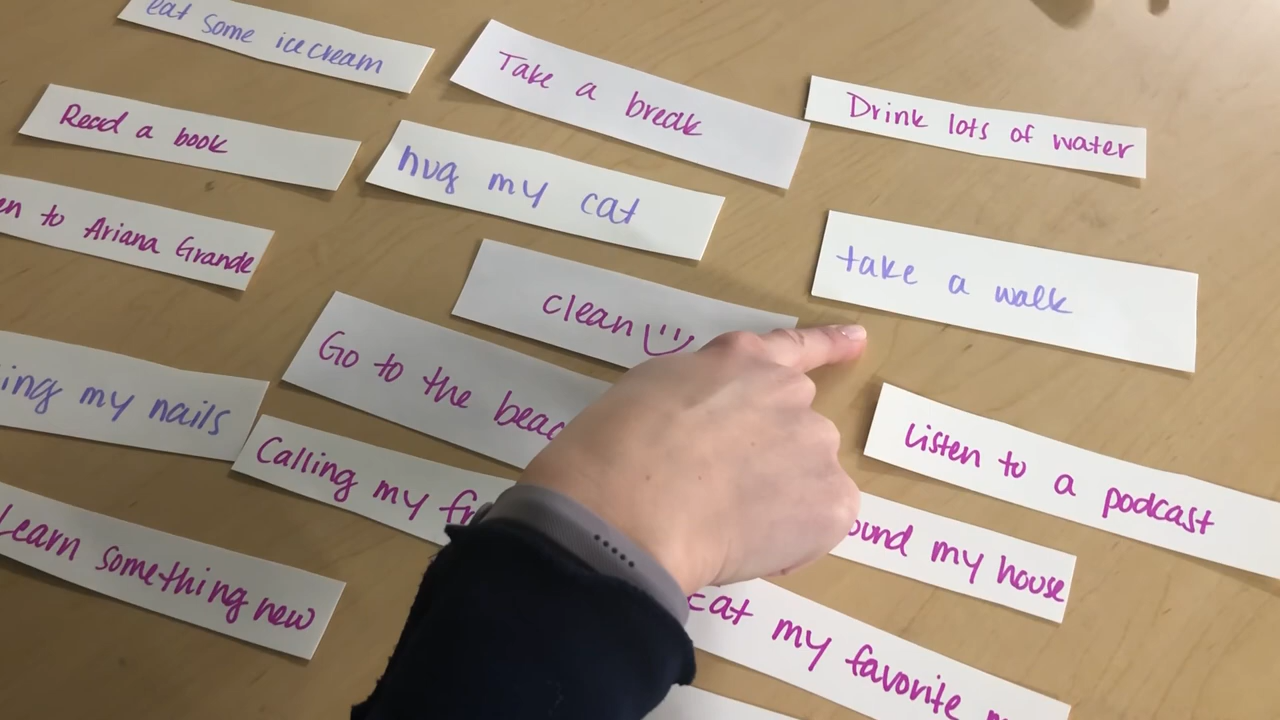 eat some ice cream
Take a break
Drink lots of water
Read a book
hug my cat
to Ariana Grande
take a walk
clean
Go to the
my nails
Calling my
Listen to a podcast
my house
Learn something new
Eat my favorite